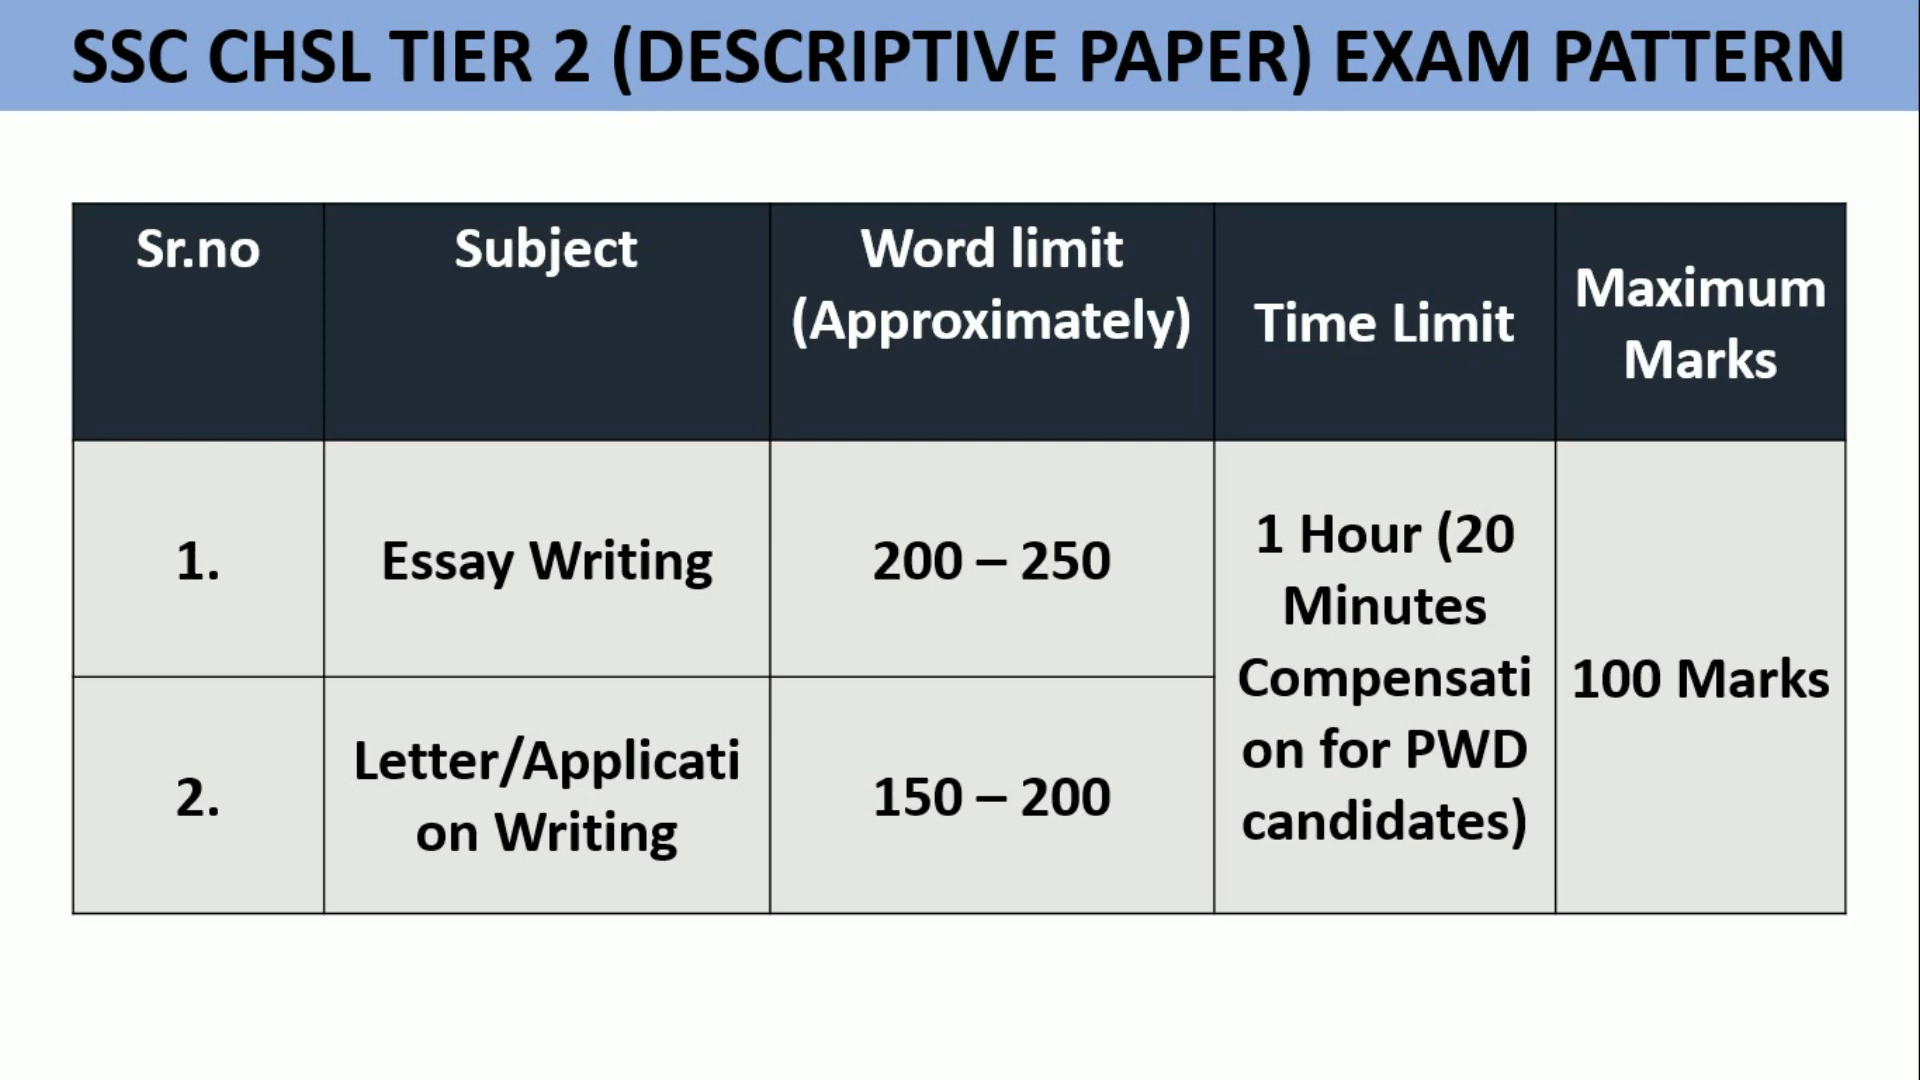 SSC CHSL TIER 2 (DESCRIPTIVE PAPER) EXAM PATTERN
Sr.no
Subject
Word limit
(Approximately)
Time Limit
Maximum
Marks
1.
Essay Writing
200 – 250
1 Hour (20
Minutes
Compensati
on for PWD
candidates)
100 Marks
2.
Letter/Applicati
on Writing
150 – 200